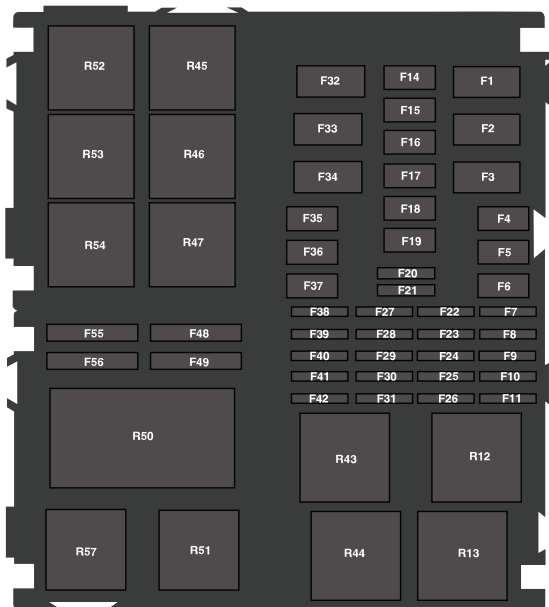 R52 R45 F32 F14 F1
F15
F33 F16 F2
R53 R46
F34 F17 F3
F18
F35 F4
R54 R47 F19
F36 F5
F20
F37 F21 F6
F38 F27 F22 F7
F55 F48 F39 F28 F23 F8
F56 F49 F40 F29 F24 F9
F41 F30 F25 F10
F42 F31 F26 F11
R50
R43 R12
R57 R51 R44 R13